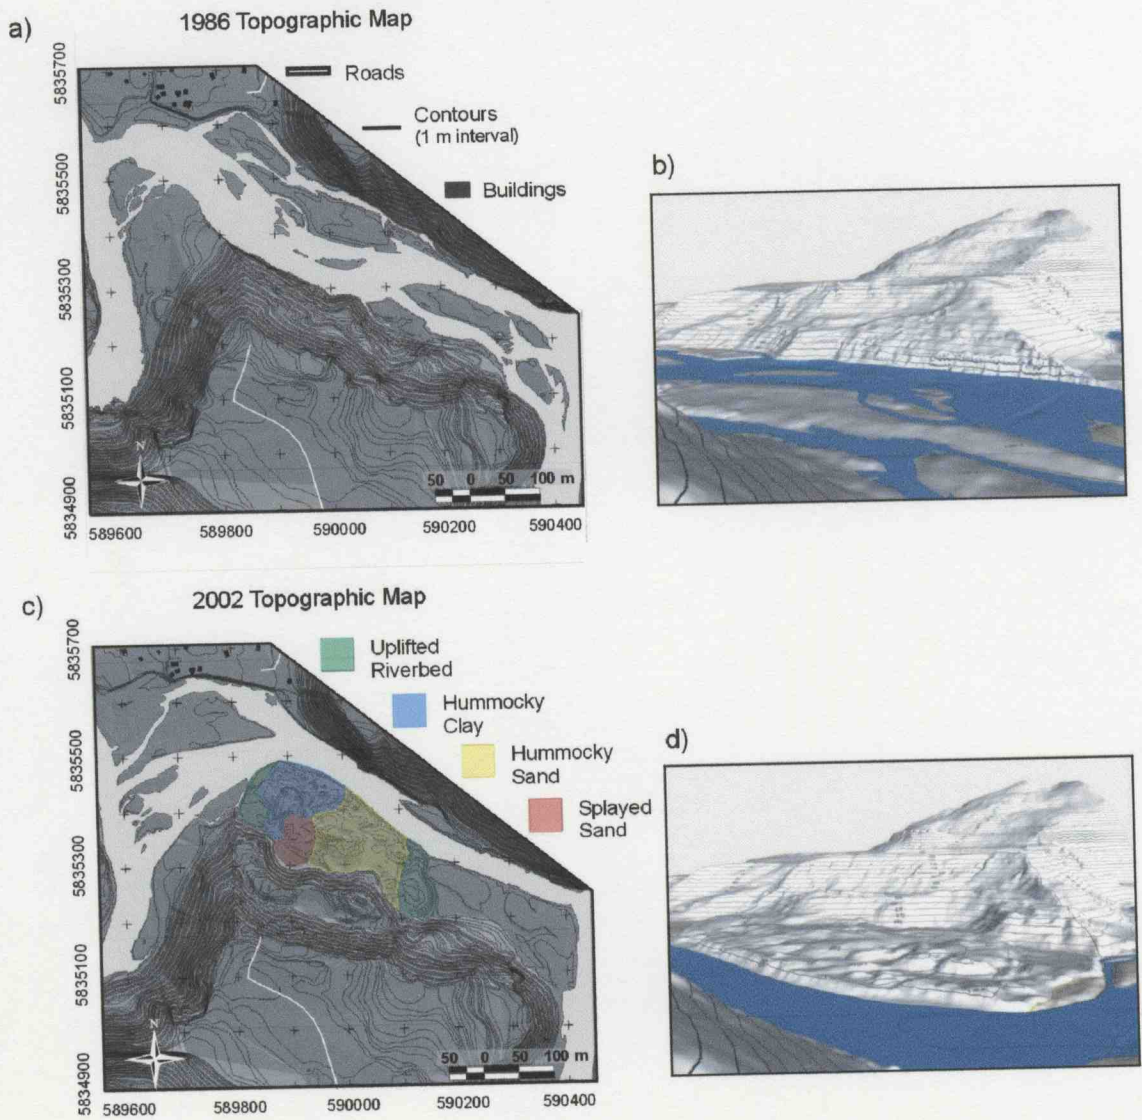 a)
1986 Topographic Map
Roads
Contours
(1 m interval)
Buildings
5835700
5835500
5835300
5835100
5834900
N
50 0 50 100 m
589600 589800 590000 590200 590400
b)
c)
2002 Topographic Map
Uplifted
Riverbed
Hummocky
Clay
Hummocky
Sand
Splayed
Sand
5835700
5835500
5835300
5835100
5834900
N
50 0 50 100 m
589600 589800 590000 590200 590400
d)